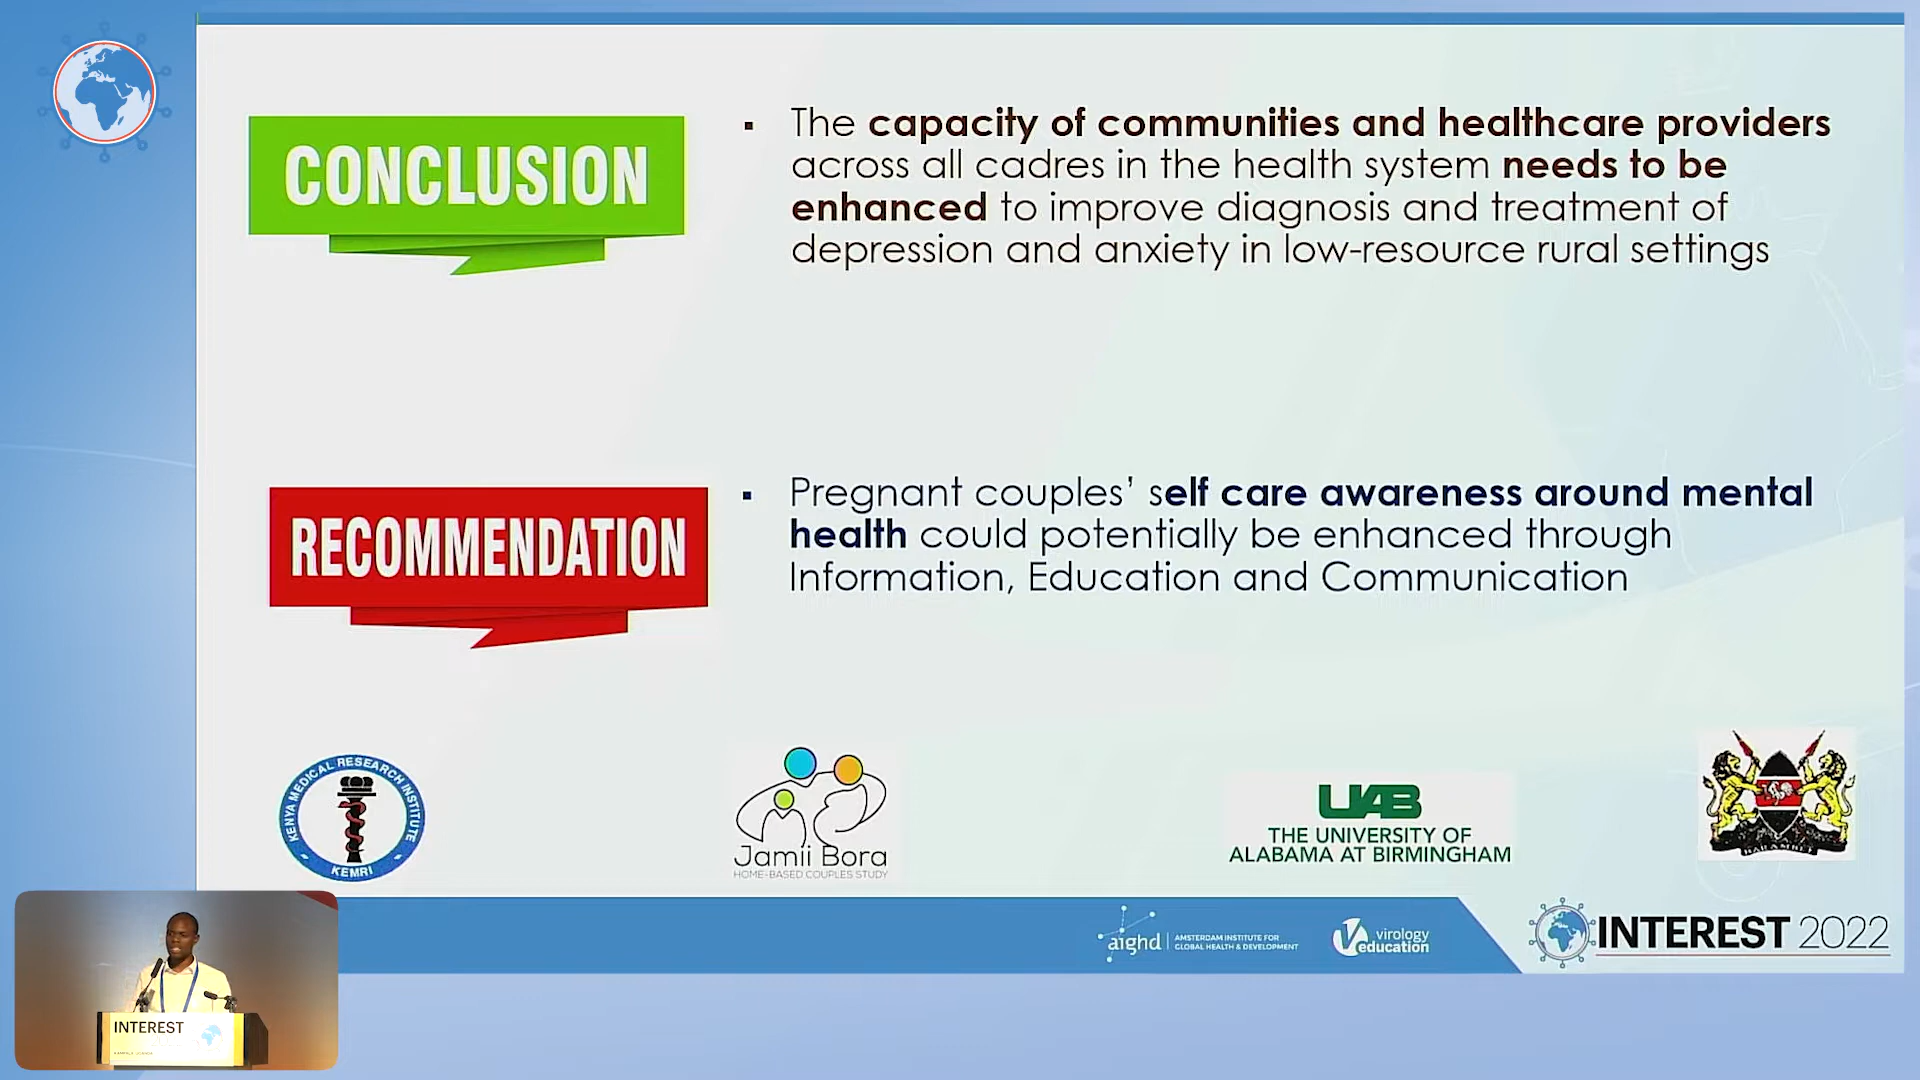 CONCLUSION
▪ The capacity of communities and healthcare providers
across all cadres in the health system needs to be
enhanced to improve diagnosis and treatment of
depression and anxiety in low-resource rural settings
RECOMMENDATION
▪ Pregnant couples’ self care awareness around mental
health could potentially be enhanced through
Information, Education and Communication
KENYA MEDICAL RESEARCH INSTITUTE
KEMRI
Jamii Bora
HOME-BASED COUPLES STUDY
UAB
THE UNIVERSITY OF
ALABAMA AT BIRMINGHAM
HARAMBEE
aighd
AMSTERDAM INSTITUTE FOR
GLOBAL HEALTH & DEVELOPMENT
virology
education
INTEREST 2022
INTEREST